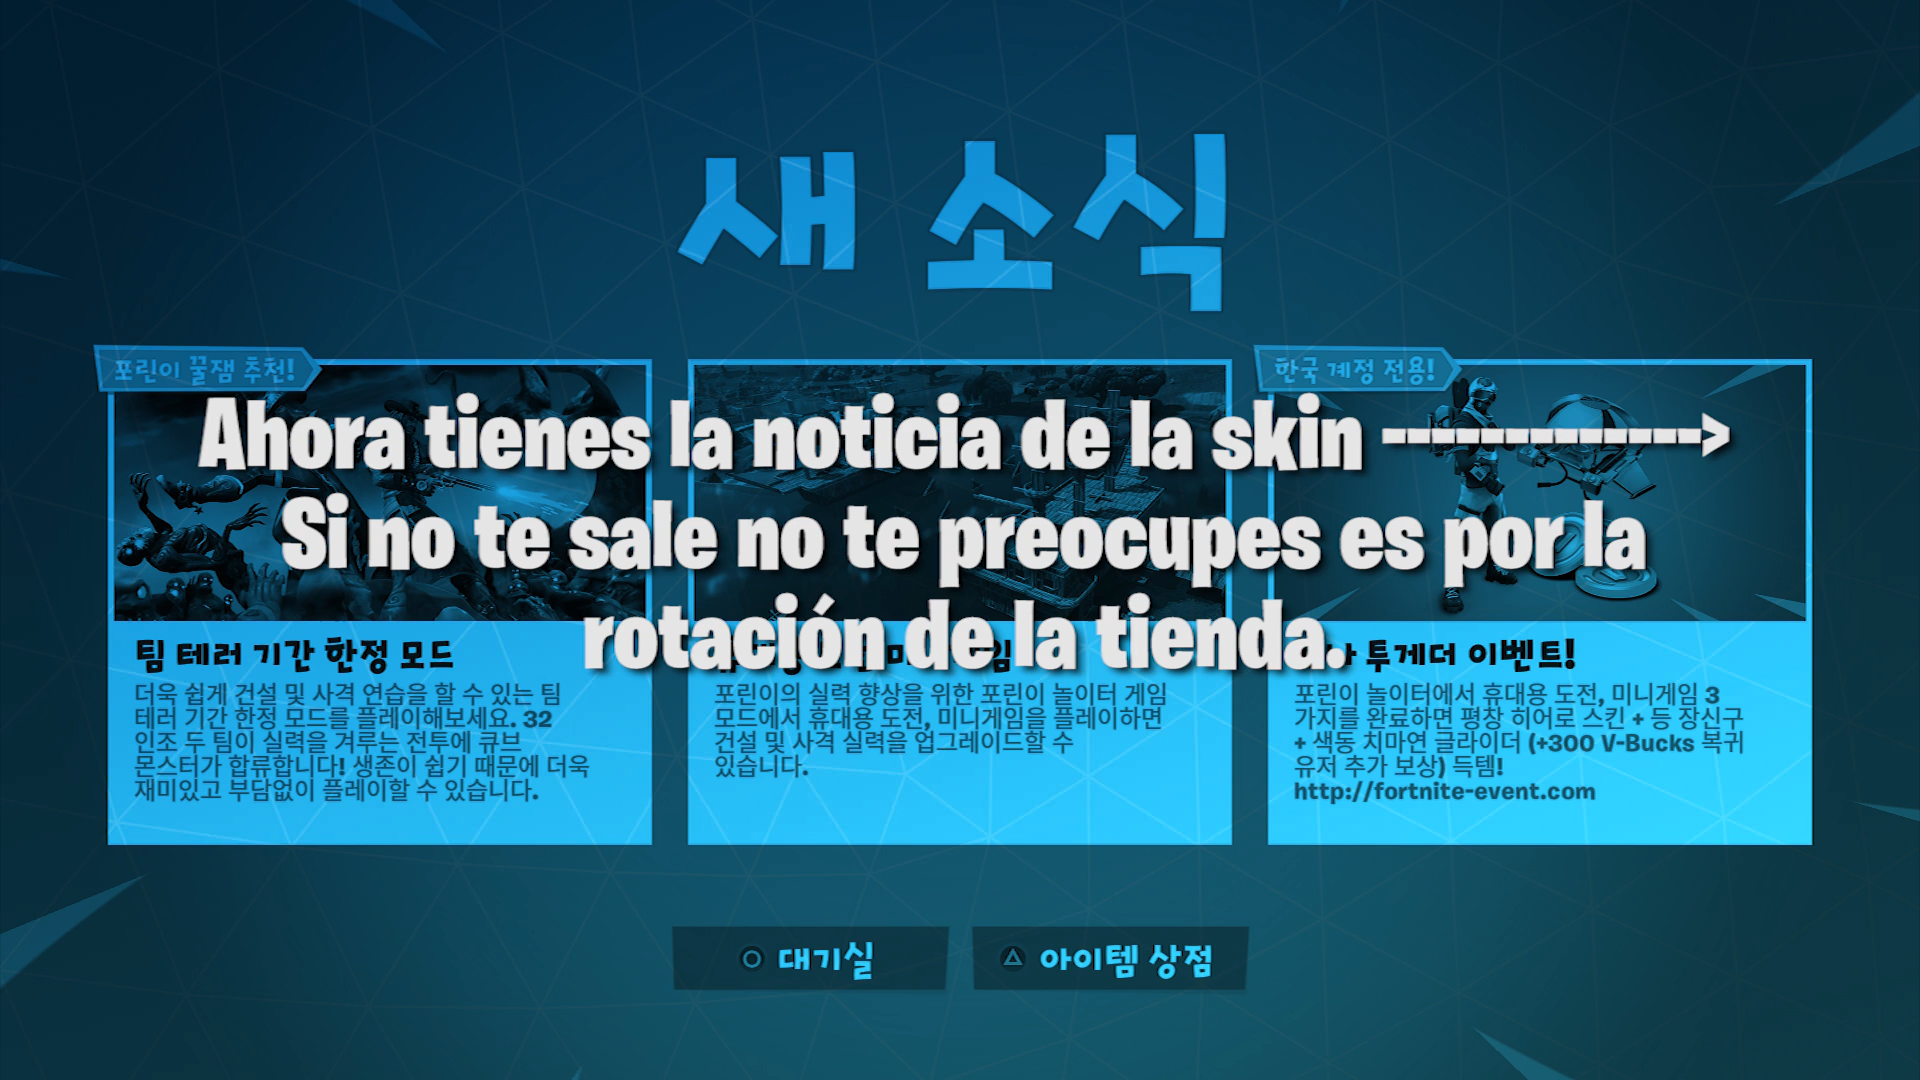 새 소식
포린이 꿀잼 추천!
한국 계정 전용!
Ahora tienes la noticia de la skin ------------->
Si no te sale no te preocupes es por la
rotación de la tienda.
팀 테러 기간 한정 모드
더욱 쉽게 건설 및 사격 연습을 할 수 있는 팀
테러 기간 한정 모드를 플레이해보세요. 32
인조 두 팀이 실력을 겨루는 전투에 큐브
몬스터가 합류합니다! 생존이 쉽기 때문에 더욱
재미있고 부담없이 플레이할 수 있습니다.
포린이의 실력 향상을 위한 포린이 놀이터 게임
모드에서 휴대용 도전, 미니게임을 플레이하면
건설 및 사격 실력을 업그레이드할 수
있습니다.
투게더 이벤트!
포린이 놀이터에서 휴대용 도전, 미니게임 3
가지를 완료하면 평창 히어로 스킨 + 등 장신구
+ 색동 치마연 글라이더 (+300 V-Bucks 복귀
유저 추가 보상) 득템!
http://fortnite-event.com
대기실
아이템 상점